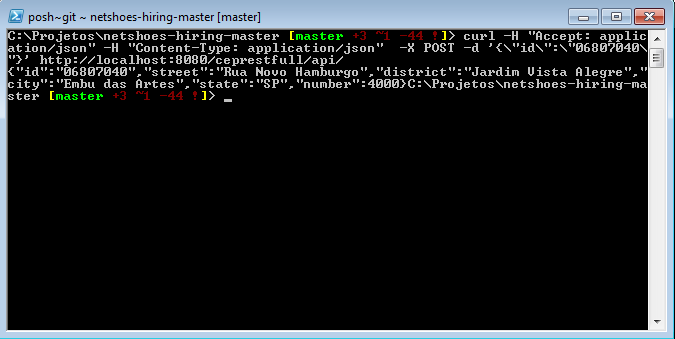 posh~git ~ netshoes-hiring-master [master]
C:\Projetos\netshoes-hiring-master [master +3 ~1 -44 !]> curl -H "Accept: applic
ation/json" -H "Content-Type: application/json"  -X POST -d '{\"id\":\"06807040\
"}' http://localhost:8080/ceprestfull/api/
{"id":"06807040","street":"Rua Novo Hamburgo","district":"Jardim Vista Alegre","
city":"Embu das Artes","state":"SP","number":4000}C:\Projetos\netshoes-hiring-ma
ster [master +3 ~1 -44 !]> _